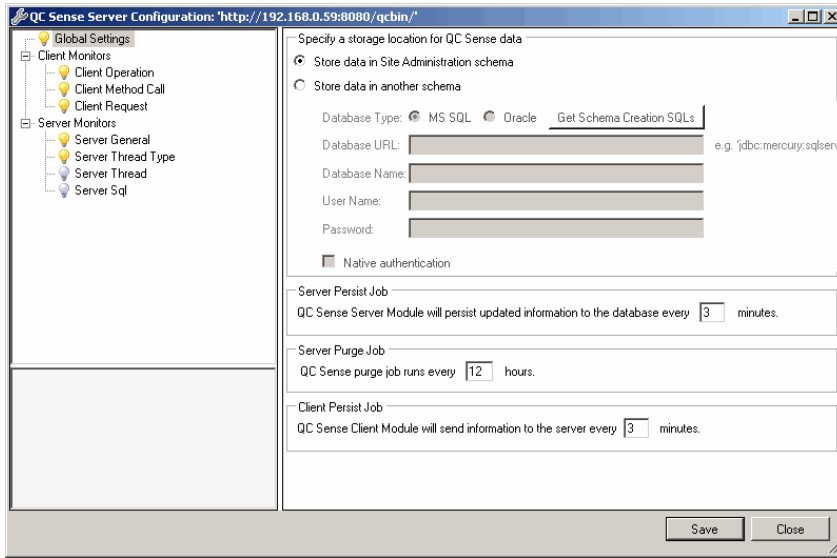 QC Sense Server Configuration: 'http://192.168.0.59:8080/qcbin/'
Global Settings
Client Monitors
Client Operation
Client Method Call
Client Request
Server Monitors
Server General
Server Thread Type
Server Thread
Server Sql
Specify a storage location for QC Sense data
Store data in Site Administration schema
Store data in another schema
Database Type: MS SQL Oracle Get Schema Creation SQLs
Database URL: e.g. 'jdbc:mercury:sqlserv
Database Name:
User Name:
Password:
Native authentication
Server Persist Job
QC Sense Server Module will persist updated information to the database every 3 minutes.
Server Purge Job
QC Sense purge job runs every 12 hours.
Client Persist Job
QC Sense Client Module will send information to the server every 3 minutes.
Save Close